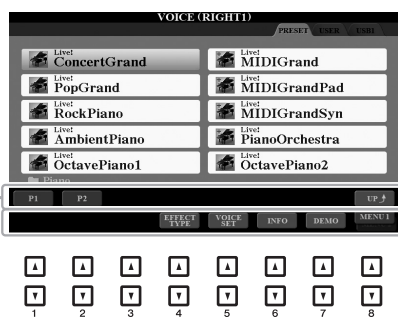 VOICE (RIGHT1)
PRESET USER USB1
Live! Live!
ConcertGrand MIDIGrand
Live! Live!
PopGrand MIDIGrandPad
Live! Live!
RockPiano MIDIGrandSyn
Live! Live!
AmbientPiano PianoOrchestra
Live! Live!
OctavePiano1 OctavePiano2
Piano
P1 P2 UP
EFFECT TYPE VOICE SET INFO DEMO MENU 1
1 2 3 4 5 6 7 8